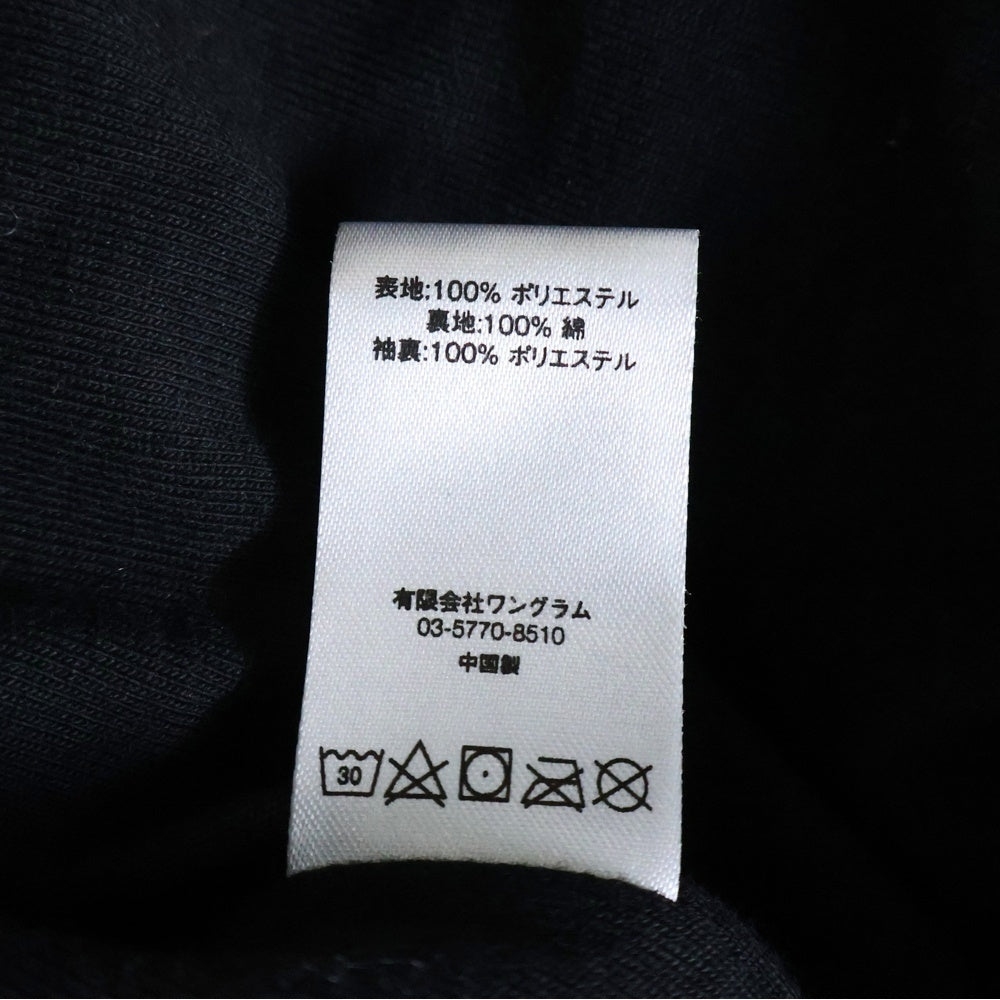 表地:100% ポリエステル
裏地:100% 綿
袖裏:100% ポリエステル
有限会社ワングラム
03-5770-8510
中国製
30